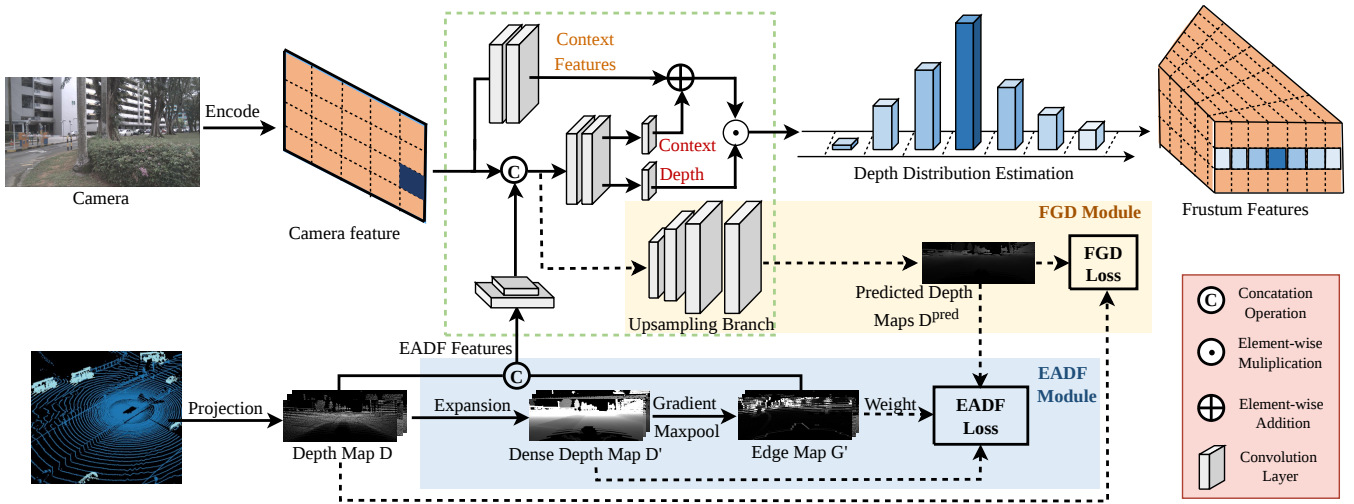 Context
Features
Encode
Camera
Camera feature
C
Context
Depth
Depth Distribution Estimation
Frustum Features
FGD Module
FGD
Loss
Predicted Depth
Maps D^pred
Upsampling Branch
EADF Features
C
EADF
Module
Projection
Depth Map D
Expansion
Dense Depth Map D'
Gradient
Maxpool
Edge Map G'
Weight
EADF
Loss
C
Concatation
Operation
Element-wise
Muliplication
Element-wise
Addition
Convolution
Layer